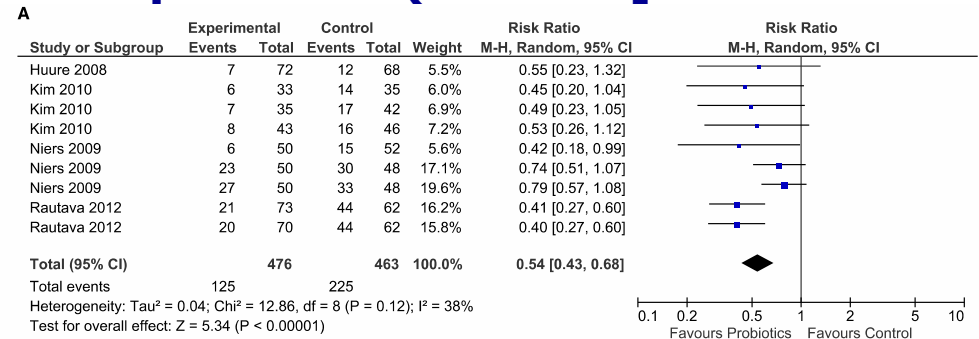 A
Experimental Control Risk Ratio Risk Ratio
Study or Subgroup Events Total Events Total Weight M-H, Random, 95% CI M-H, Random, 95% CI
Huure 2008 7 72 12 68 5.5% 0.55 [0.23, 1.32]
Kim 2010 6 33 14 35 6.0% 0.45 [0.20, 1.04]
Kim 2010 7 35 17 42 6.9% 0.49 [0.23, 1.05]
Kim 2010 8 43 16 46 7.2% 0.53 [0.26, 1.12]
Niers 2009 6 50 15 52 5.6% 0.42 [0.18, 0.99]
Niers 2009 23 50 30 48 17.1% 0.74 [0.51, 1.07]
Niers 2009 27 50 33 48 19.6% 0.79 [0.57, 1.08]
Rautava 2012 21 73 44 62 16.2% 0.41 [0.27, 0.60]
Rautava 2012 20 70 44 62 15.8% 0.40 [0.27, 0.60]
Total (95% CI) 476 463 100.0% 0.54 [0.43, 0.68]
Total events 125 225
Heterogeneity: Tau² = 0.04; Chi² = 12.86, df = 8 (P = 0.12); I² = 38%
Test for overall effect: Z = 5.34 (P < 0.00001)
0.1 0.2 0.5 1 2 5 10
Favours Probiotics Favours Control